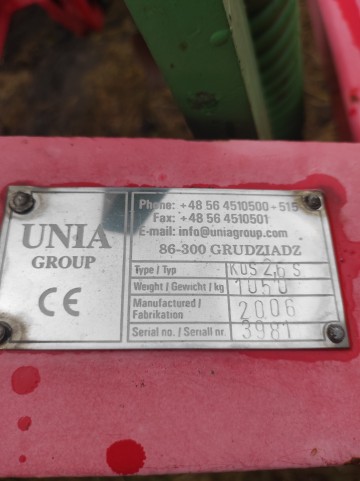 UNIA
GROUP
CE
Phone: +48 56 4510500÷515
Fax: +48 56 4510501
E-mail: info@uniagroup.com
86-300 GRUDZIADZ
Type / Typ KOS 2,6 S
Weight / Gewicht / kg 1050
Manufactured / Fabrikation 2006
Serial no. / Seriall nr. 3981